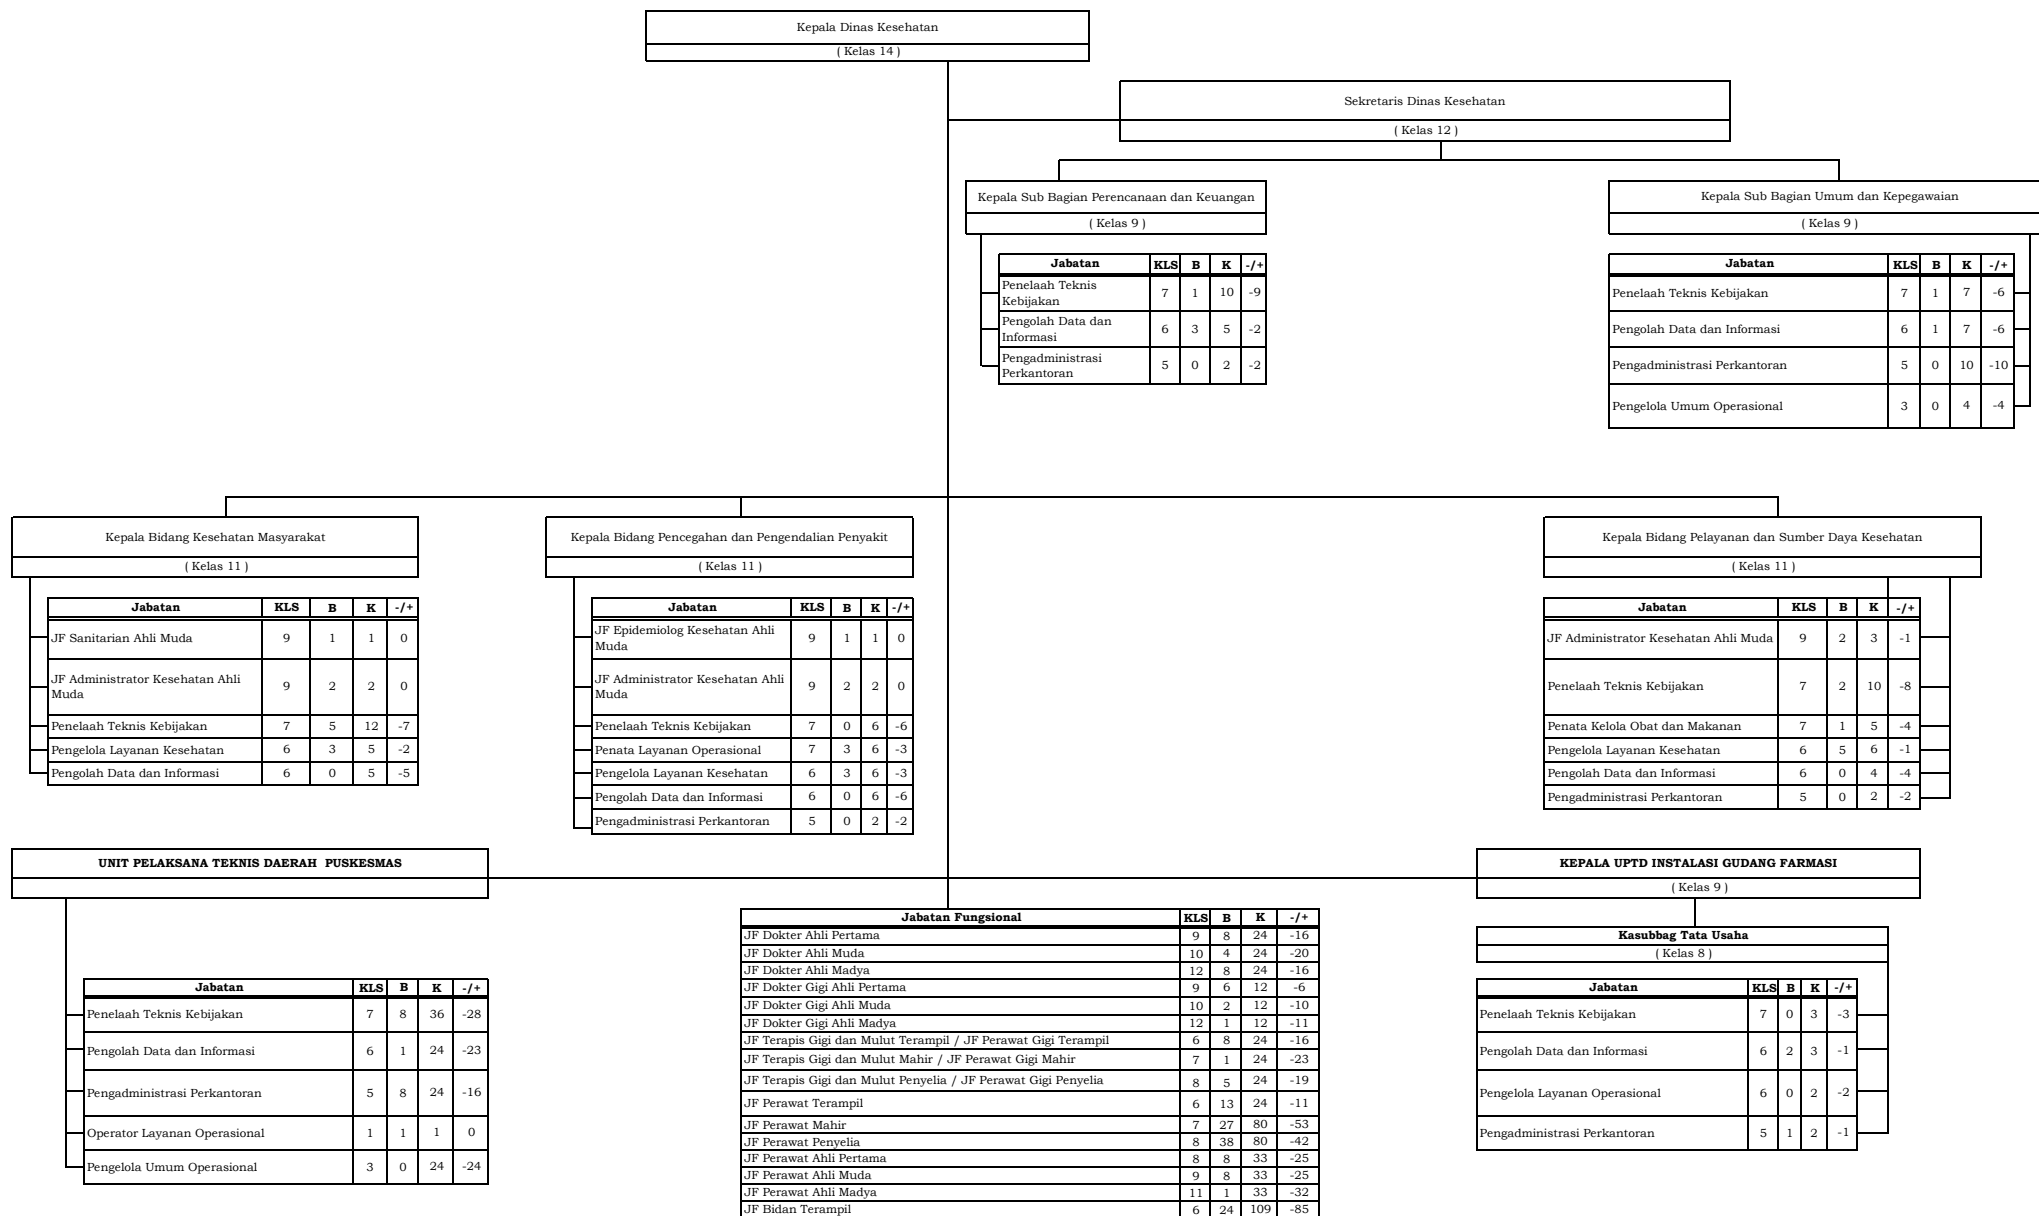 Kepala Dinas Kesehatan
( Kelas 14 )
Sekretaris Dinas Kesehatan
( Kelas 12 )
Kepala Sub Bagian Perencanaan dan Keuangan
( Kelas 9 )
Jabatan KLS B K -/+
Penelaah Teknis
Kebijakan 7 1 10 -9
Pengolah Data dan
Informasi 6 3 5 -2
Pengadministrasi
Perkantoran 5 0 2 -2
Kepala Sub Bagian Umum dan Kepegawaian
( Kelas 9 )
Jabatan KLS B K -/+
Penelaah Teknis Kebijakan 7 1 7 -6
Pengolah Data dan Informasi 6 1 7 -6
Pengadministrasi Perkantoran 5 0 10 -10
Pengelola Umum Operasional 3 0 4 -4
Kepala Bidang Kesehatan Masyarakat
( Kelas 11 )
Jabatan KLS B K -/+
JF Sanitarian Ahli Muda 9 1 1 0
JF Administrator Kesehatan Ahli
Muda 9 2 2 0
Penelaah Teknis Kebijakan 7 5 12 -7
Pengelola Layanan Kesehatan 6 3 5 -2
Pengolah Data dan Informasi 6 0 5 -5
Kepala Bidang Pencegahan dan Pengendalian Penyakit
( Kelas 11 )
Jabatan KLS B K -/+
JF Epidemiolog Kesehatan Ahli
Muda 9 1 1 0
JF Administrator Kesehatan Ahli
Muda 9 2 2 0
Penelaah Teknis Kebijakan 7 0 6 -6
Penata Layanan Operasional 7 3 6 -3
Pengelola Layanan Kesehatan 6 3 6 -3
Pengolah Data dan Informasi 6 0 6 -6
Pengadministrasi Perkantoran 5 0 2 -2
Kepala Bidang Pelayanan dan Sumber Daya Kesehatan
( Kelas 11 )
Jabatan KLS B K -/+
JF Administrator Kesehatan Ahli Muda 9 2 3 -1
Penelaah Teknis Kebijakan 7 2 10 -8
Penata Kelola Obat dan Makanan 7 1 5 -4
Pengelola Layanan Kesehatan 6 5 6 -1
Pengolah Data dan Informasi 6 0 4 -4
Pengadministrasi Perkantoran 5 0 2 -2
UNIT PELAKSANA TEKNIS DAERAH PUSKESMAS
Jabatan KLS B K -/+
Penelaah Teknis Kebijakan 7 8 36 -28
Pengolah Data dan Informasi 6 1 24 -23
Pengadministrasi Perkantoran 5 8 24 -16
Operator Layanan Operasional 1 1 1 0
Pengelola Umum Operasional 3 0 24 -24
Jabatan Fungsional KLS B K -/+
JF Dokter Ahli Pertama 9 8 24 -16
JF Dokter Ahli Muda 10 4 24 -20
JF Dokter Ahli Madya 12 8 24 -16
JF Dokter Gigi Ahli Pertama 9 6 12 -6
JF Dokter Gigi Ahli Muda 10 2 12 -10
JF Dokter Gigi Ahli Madya 12 1 12 -11
JF Terapis Gigi dan Mulut Terampil / JF Perawat Gigi Terampil 6 8 24 -16
JF Terapis Gigi dan Mulut Mahir / JF Perawat Gigi Mahir 7 1 24 -23
JF Terapis Gigi dan Mulut Penyelia / JF Perawat Gigi Penyelia 8 5 24 -19
JF Perawat Terampil 6 13 24 -11
JF Perawat Mahir 7 27 80 -53
JF Perawat Penyelia 8 38 80 -42
JF Perawat Ahli Pertama 8 8 33 -25
JF Perawat Ahli Muda 9 8 33 -25
JF Perawat Ahli Madya 11 1 33 -32
JF Bidan Terampil 6 24 109 -85
KEPALA UPTD INSTALASI GUDANG FARMASI
( Kelas 9 )
Kasubbag Tata Usaha
( Kelas 8 )
Jabatan KLS B K -/+
Penelaah Teknis Kebijakan 7 0 3 -3
Pengolah Data dan Informasi 6 2 3 -1
Pengelola Layanan Operasional 6 0 2 -2
Pengadministrasi Perkantoran 5 1 2 -1